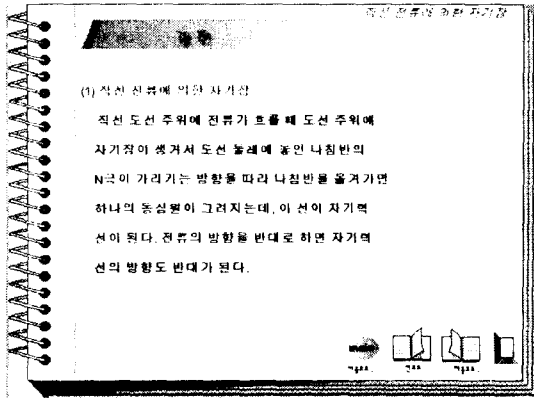 직선 전류에 의한 자기장
(1) 직선 전류에 의한 자기장
직선 도선 주위에 전류가 흐를 때 도선 주위에
자기장이 생겨서 도선 둘레에 놓인 나침반의
N극이 가리키는 방향을 따라 나침반를 옮겨가면
하나의 동심원이 그려지는데, 이 선이 자기력
선이 된다. 전류의 방향을 반대로 하면 자기력
선의 방향도 반대가 된다.